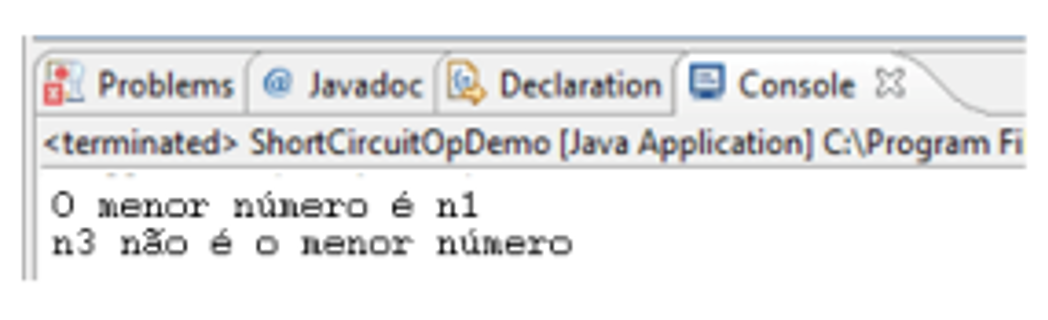 Problems @ Javadoc Declaration Console
<terminated> ShortCircuitOpDemo [Java Application] C:\Program Fi
O menor número é n1
n3 não é o menor número